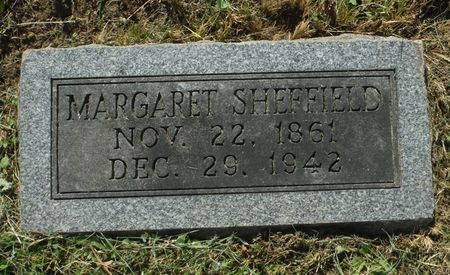 MARGARET SHEFFIELD
NOV. 22, 1861
DEC. 29, 1942